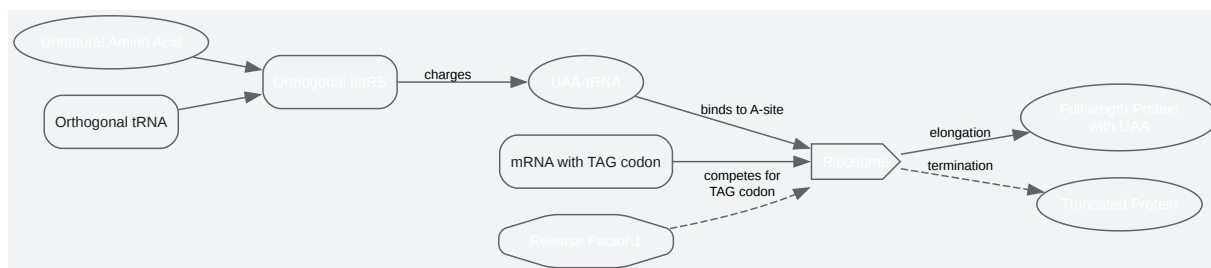 Unnatural Amino Acid
Orthogonal tRNA
Orthogonal aaRS
charges
UAA-tRNA
binds to A-site
mRNA with TAG codon
competes for
TAG codon
Release Factor 1
Ribosome
elongation
termination
Full-length Protein
with UAA
Truncated Protein